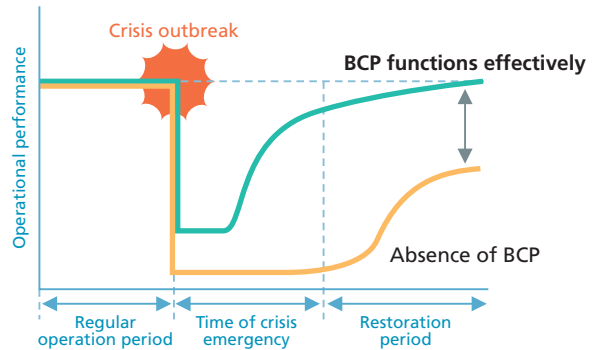 Crisis outbreak
BCP functions effectively
Operational performance
Absence of BCP
Regular
operation period
Time of crisis
emergency
Restoration
period